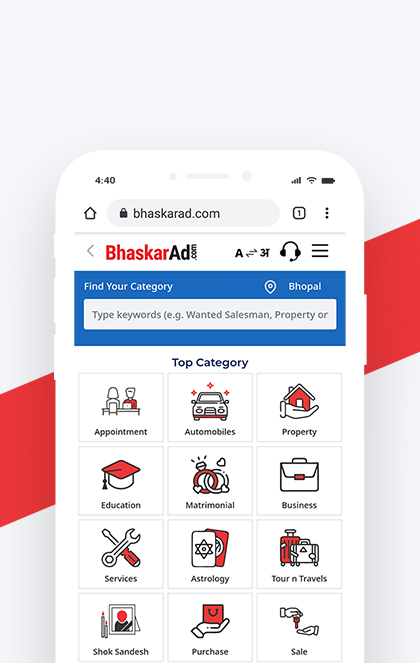 4:40
bhaskarad.com
1
BhaskarAd.com
A अ
Find Your Category
Bhopal
Type keywords (e.g. Wanted Salesman, Property on
Top Category
Appointment
Automobiles
Property
Education
Matrimonial
Business
Services
Astrology
Tour n Travels
Shok Sandesh
Purchase
Sale